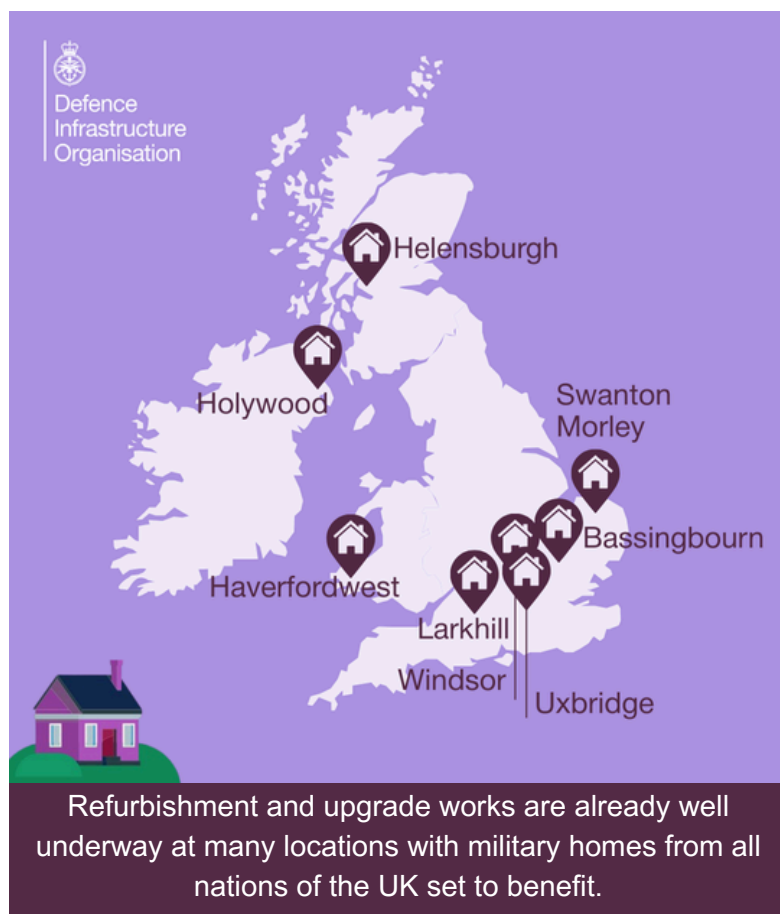 Defence
Infrastructure
Organisation
Helensburgh
Holywood
Swanton
Morley
Bassingbourn
Haverfordwest
Larkhill
Windsor
Uxbridge
Refurbishment and upgrade works are already well
underway at many locations with military homes from all
nations of the UK set to benefit.